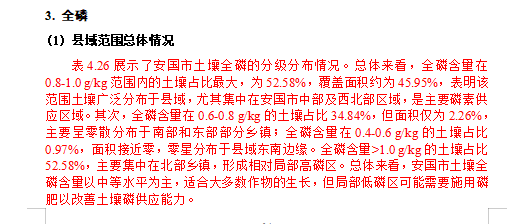 3. 全磷
(1) 县域范围总体情况
表 4.26 展示了安国市土壤全磷的分级分布情况。总体来看，全磷含量在
0.8-1.0 g/kg 范围内的土壤占比最大，为 52.58%，覆盖面积约为 45.95%，表明该
范围土壤广泛分布于县域，尤其集中在安国市中部及西北部区域，是主要磷素供
应区域。其次，全磷含量在 0.6-0.8 g/kg 的土壤占比 34.84%，但面积仅为 2.26%，
主要呈零散分布于南部和东部部分乡镇；全磷含量在 0.4-0.6 g/kg 的土壤占比
0.97%，面积接近零，零星分布于县域东南边缘。全磷含量>1.0 g/kg 的土壤占比
52.58%，主要集中在北部乡镇，形成相对局部高磷区。总体来看，安国市土壤全
磷含量以中等水平为主，适合大多数作物的生长，但局部低磷区可能需要施用磷
肥以改善土壤磷供应能力。